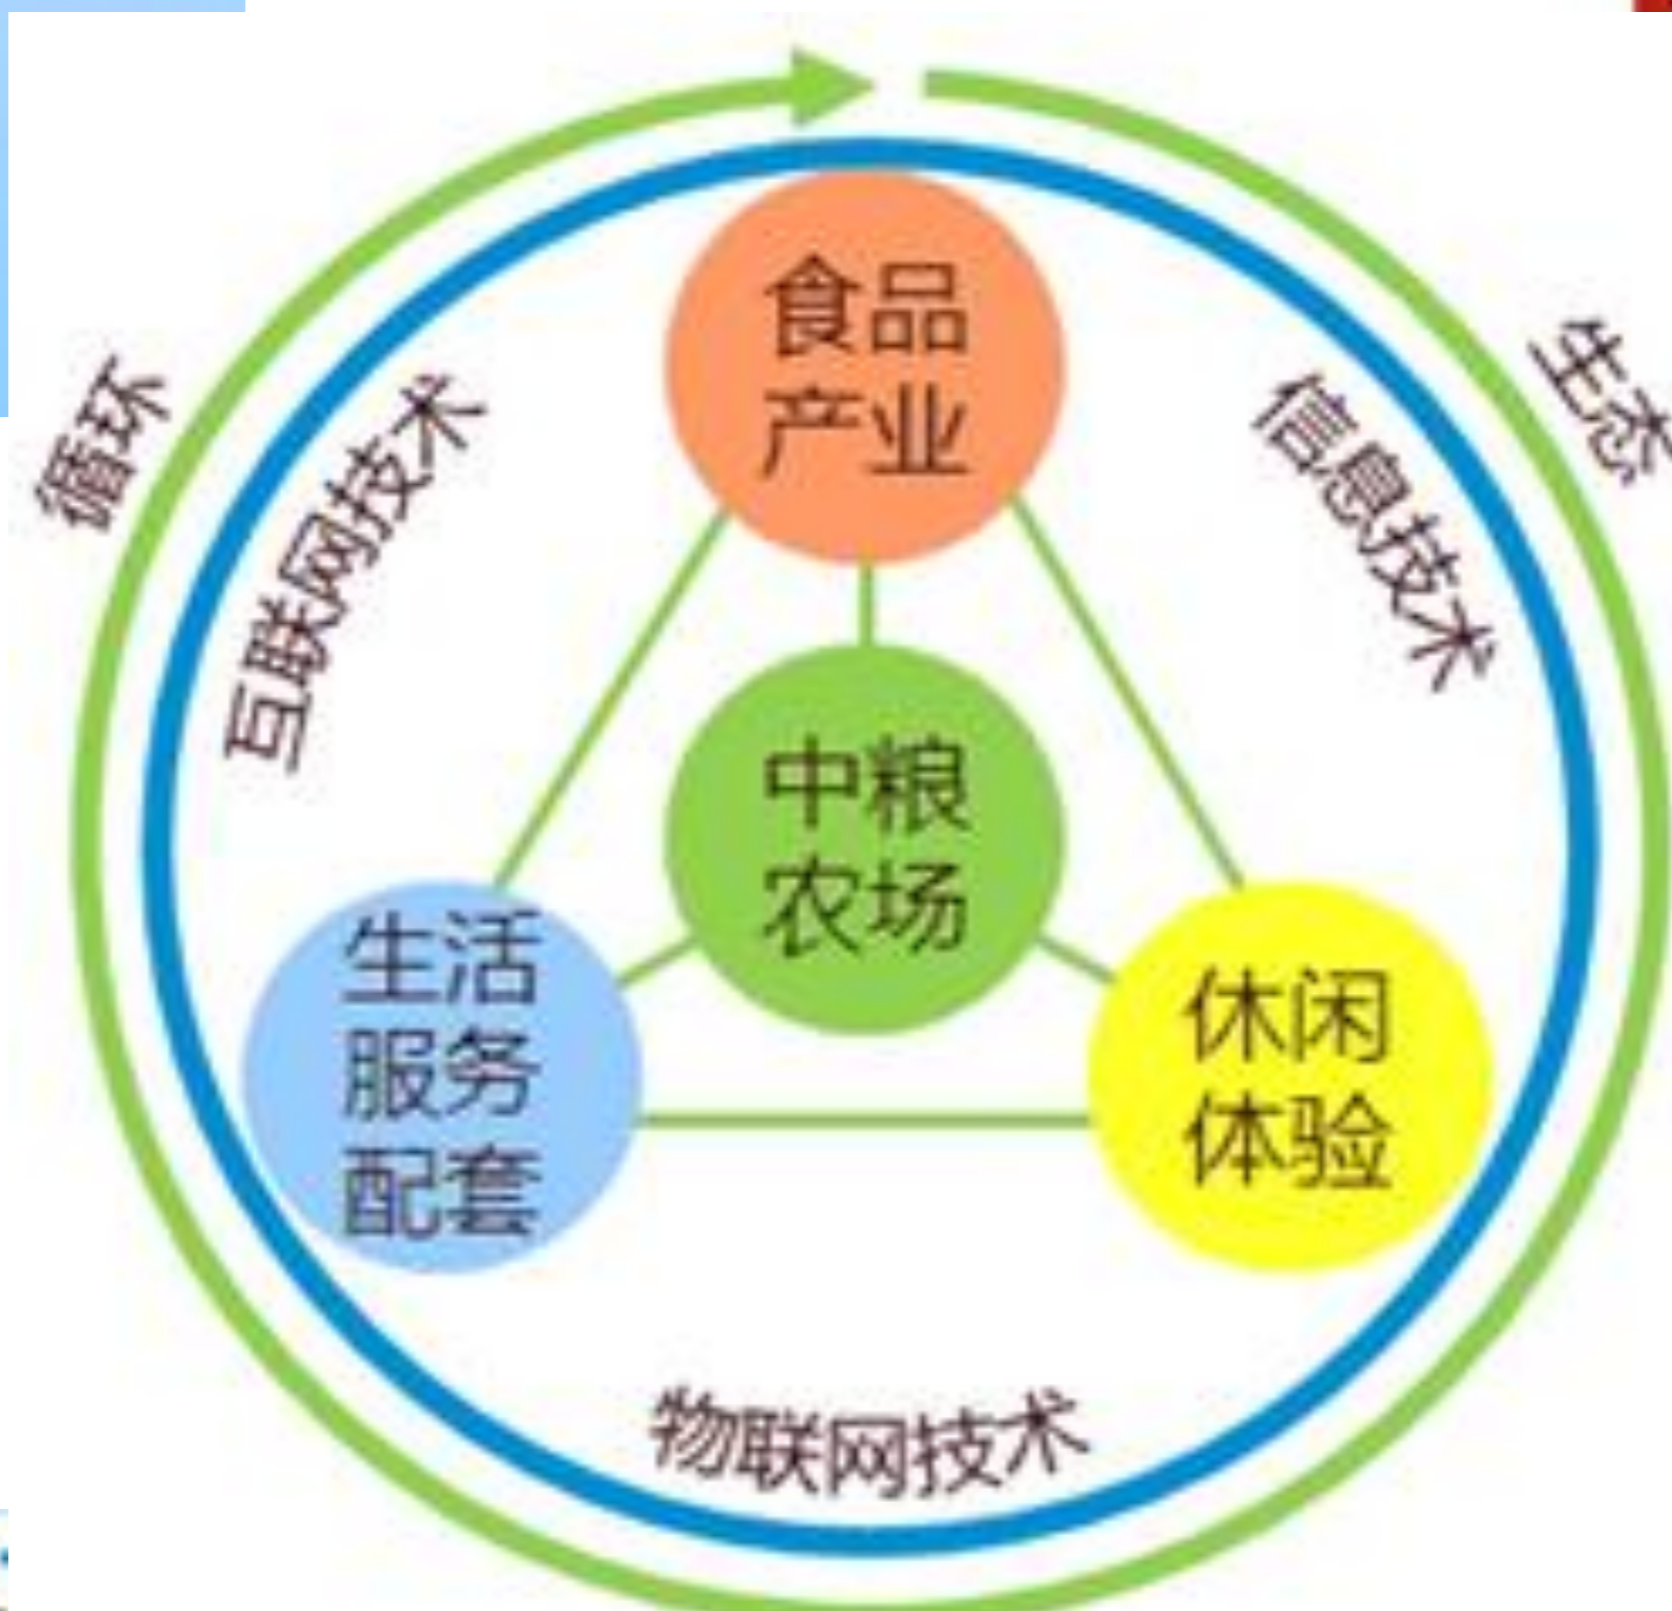 食品
产业
循环
生态
互联网技术
信息技术
中粮
农场
生活
服务
配套
休闲
体验
物联网技术